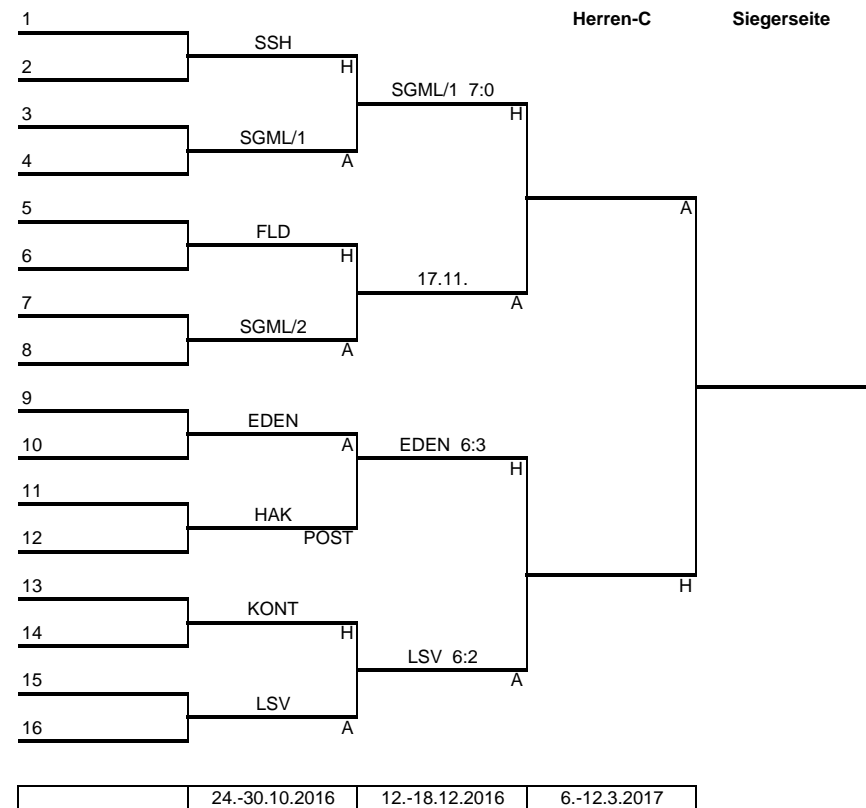 1
Herren-C Siegerseite
SSH
2 H
SGML/1 7:0
3 H
SGML/1
4 A
5 A
FLD
6 H
17.11.
7 A
SGML/2
8 A
9
EDEN
10 A EDEN 6:3
H
11
HAK
12 POST
13 H
KONT
14 H
LSV 6:2
15 A
LSV
16 A
24.-30.10.2016 12.-18.12.2016 6.-12.3.2017